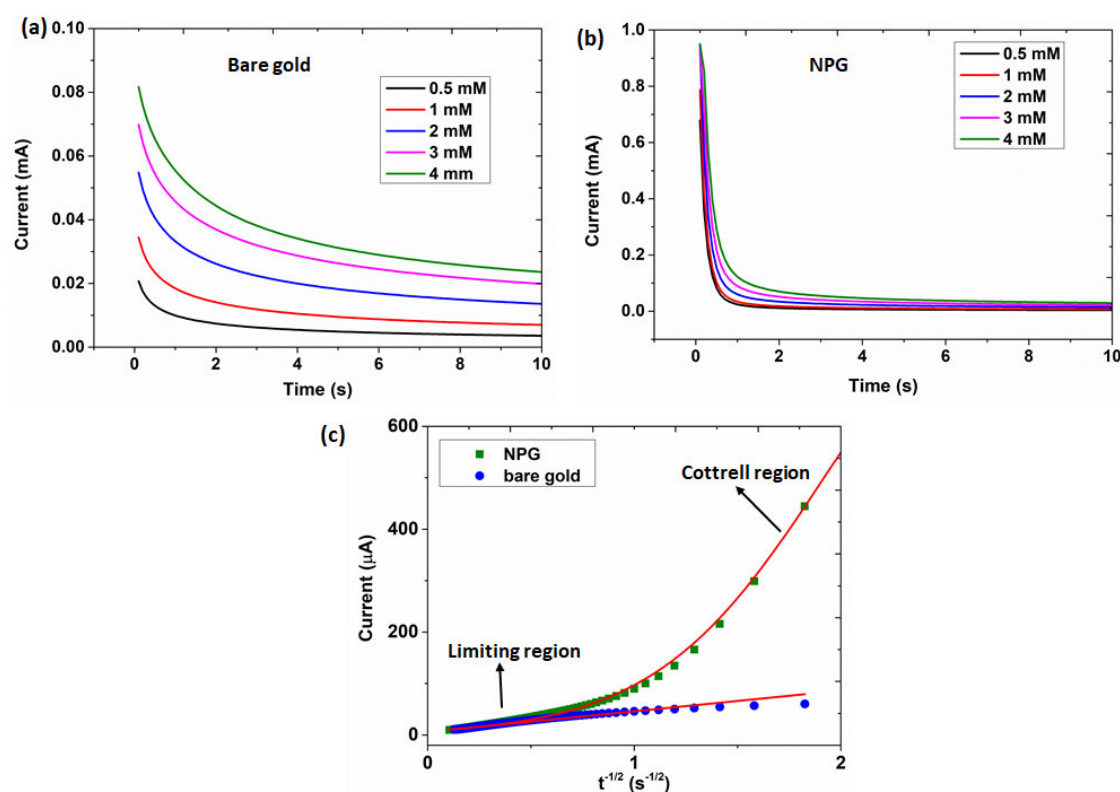 (a)
Bare gold
0.5 mM
1 mM
2 mM
3 mM
4 mm
0.10
0.08
0.06
0.04
0.02
0.00
Current (mA)
0 2 4 6 8 10
Time (s)
(b)
NPG
0.5 mM
1 mM
2 mM
3 mM
4 mM
1.0
0.8
0.6
0.4
0.2
0.0
Current (mA)
0 2 4 6 8 10
Time (s)
(c)
NPG
bare gold
Cottrell region
Limiting region
600
400
200
0
Current (μA)
0 1 2
t-1/2 (s-1/2)